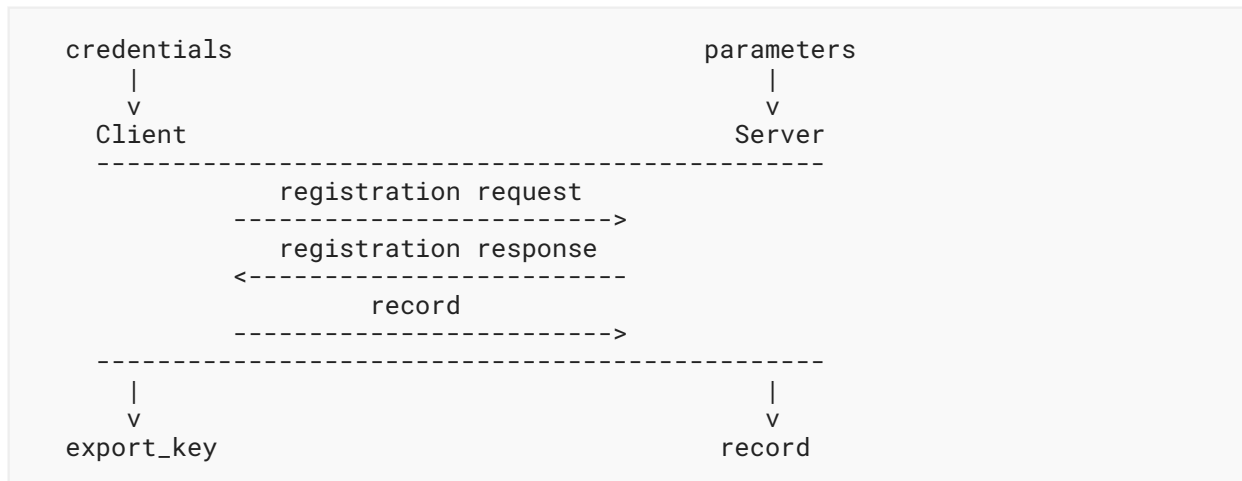 credentials                               parameters
    |                                         |
    v                                         v
  Client                                    Server
  ------------------------------------------------
              registration request
           ------------------------->
              registration response
           <-------------------------
                    record
           ------------------------->
  ------------------------------------------------
    |                                         |
    v                                         v
export_key                                 record